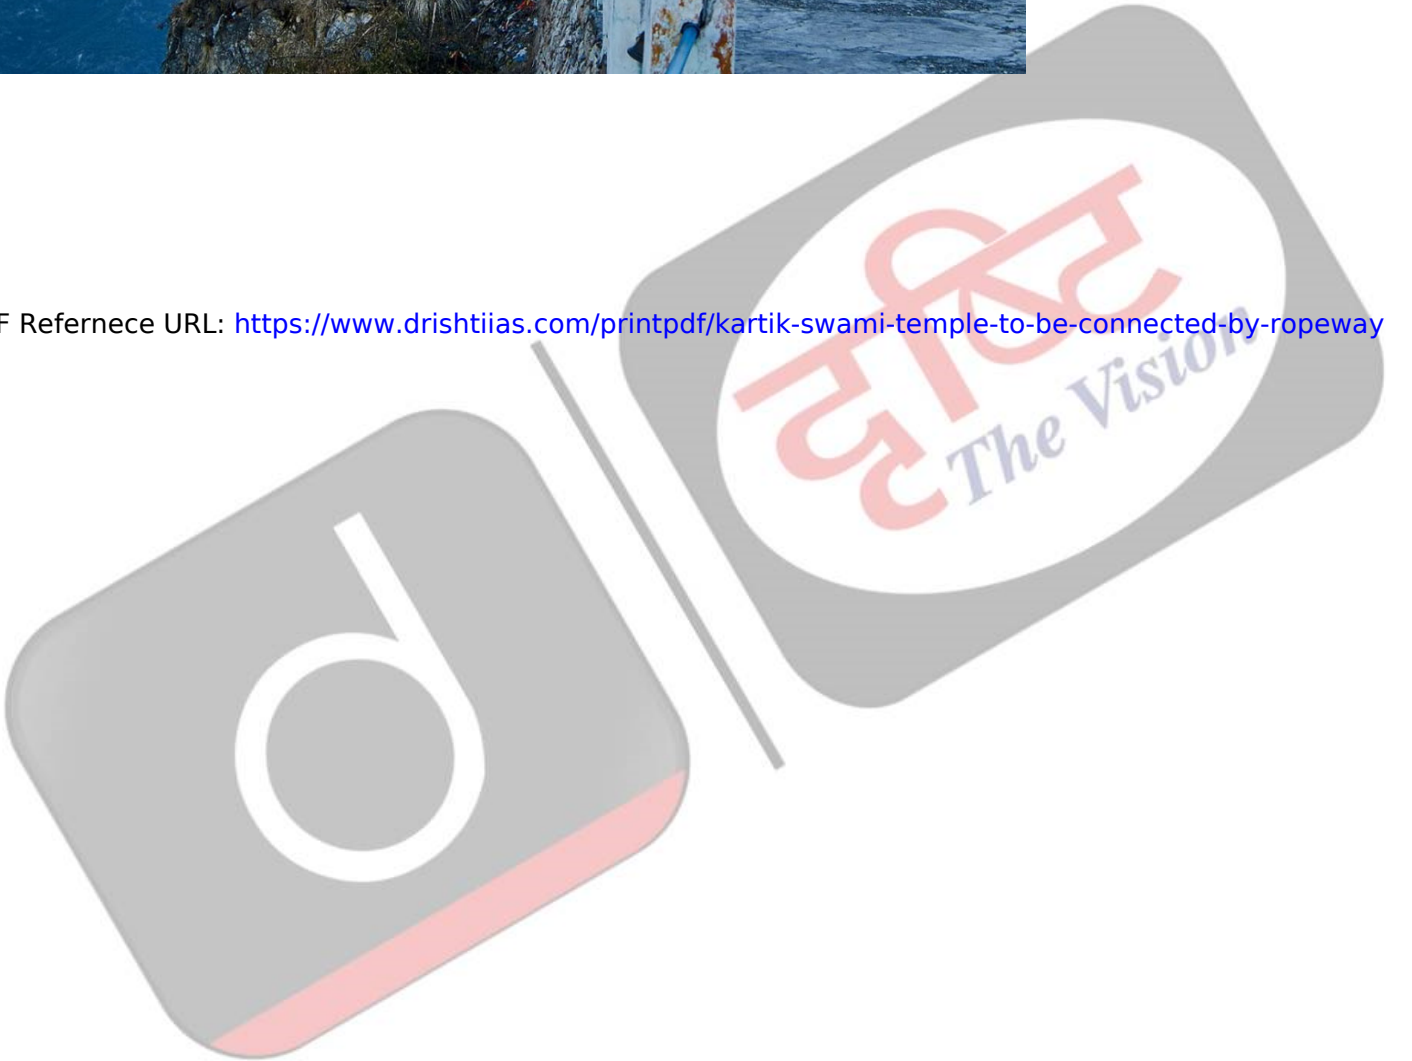 F Refernece URL: https://www.drishtiias.com/printpdf/kartik-swami-temple-to-be-connected-by-ropeway
दृष्टि
The Vision
d